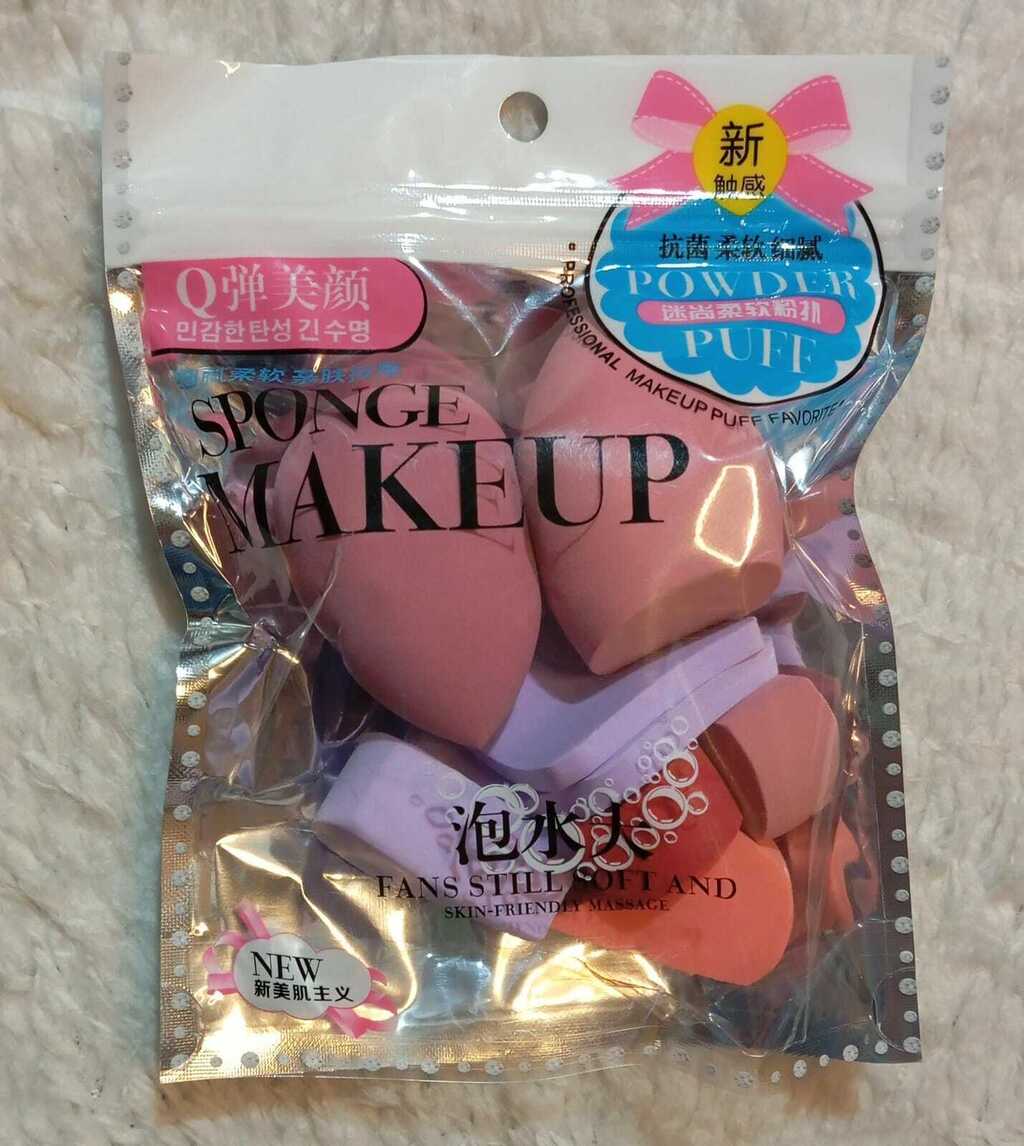 新
触感
抗菌 柔软 细腻
POWDER
迷尚柔软粉扑
PUFF
PROFESSIONAL MAKEUP PUFF FAVORITE
Q弹美颜
민감한탄성긴수명
柔软
SPONGE
MAKEUP
泡水大
FANS STILL SOFT AND
SKIN-FRIENDLY MASSAGE
NEW
新美肌主义